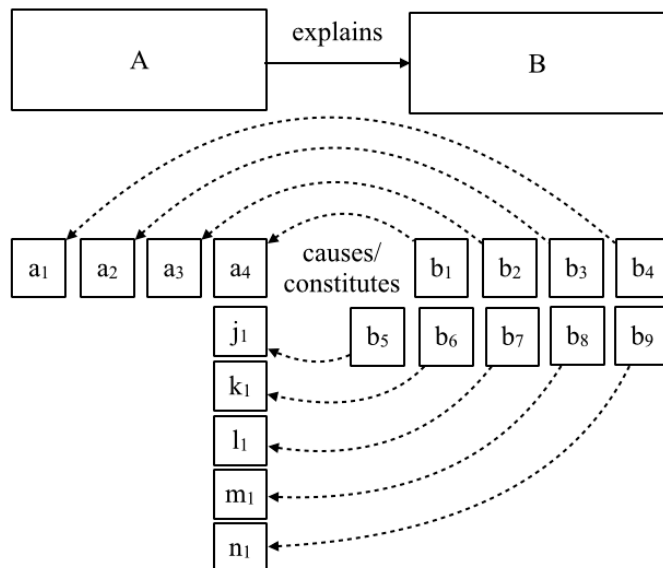 explains
A
B
a1 a2 a3 a4 causes/ b1 b2 b3 b4
constitutes
j1 b5 b6 b7 b8 b9
k1
l1
m1
n1